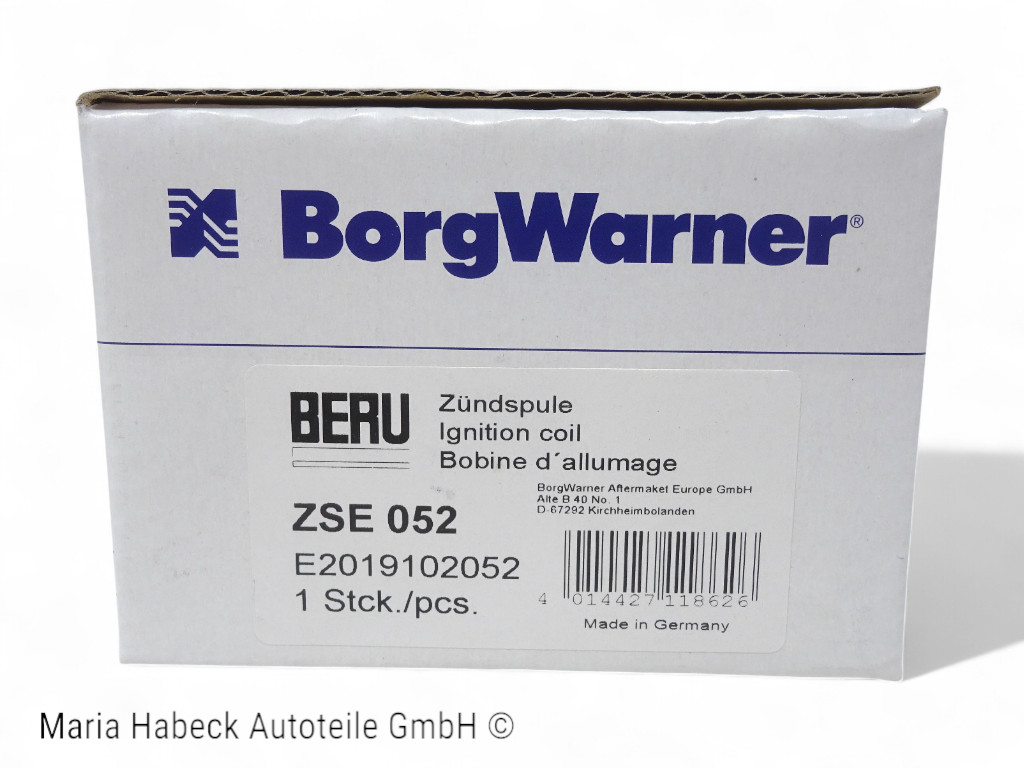 BorgWarner®
BERU
Zündspule
Ignition coil
Bobine d´allumage
BorgWarner Aftermaket Europe GmbH
Alte B 40 No. 1
D-67292 Kirchheimbolanden
ZSE 052
E2019102052
1 Stck./pcs.
4 014427 118626
Made in Germany
Maria Habeck Autoteile GmbH ©